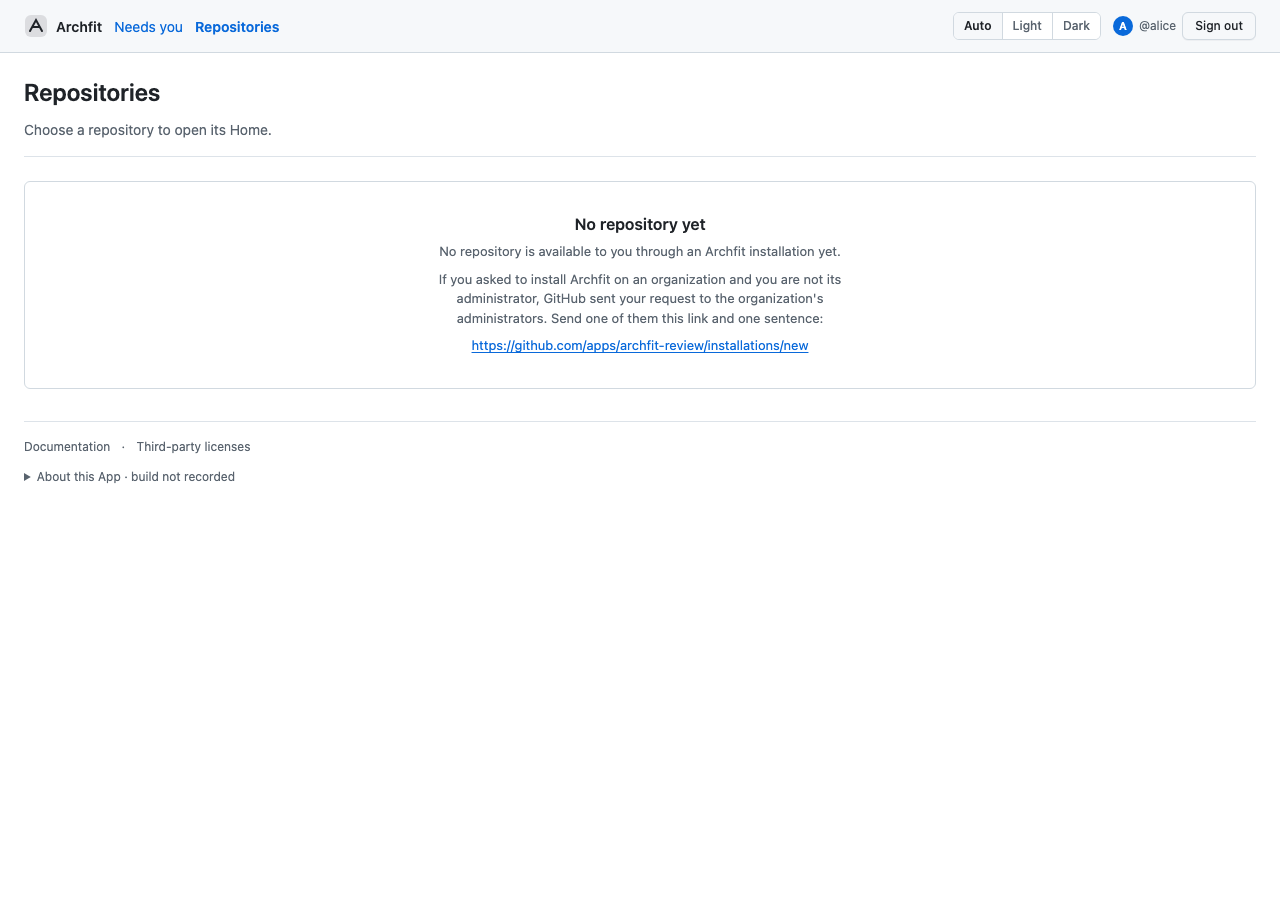 Archfit Needs you Repositories Auto Light Dark A @alice Sign out
Repositories
Choose a repository to open its Home.
No repository yet
No repository is available to you through an Archfit installation yet.
If you asked to install Archfit on an organization and you are not its
administrator, GitHub sent your request to the organization's
administrators. Send one of them this link and one sentence:
https://github.com/apps/archfit-review/installations/new
Documentation · Third-party licenses
About this App · build not recorded